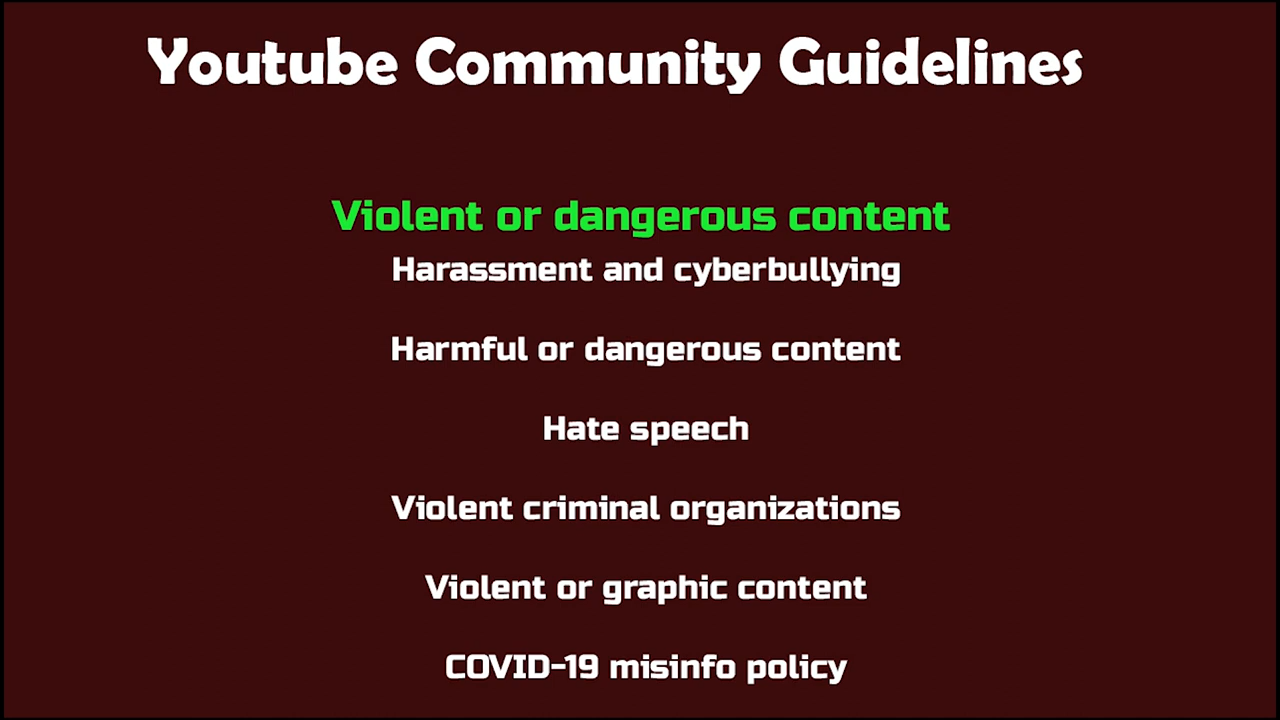 Youtube Community Guidelines
Violent or dangerous content
Harassment and cyberbullying
Harmful or dangerous content
Hate speech
Violent criminal organizations
Violent or graphic content
COVID-19 misinfo policy